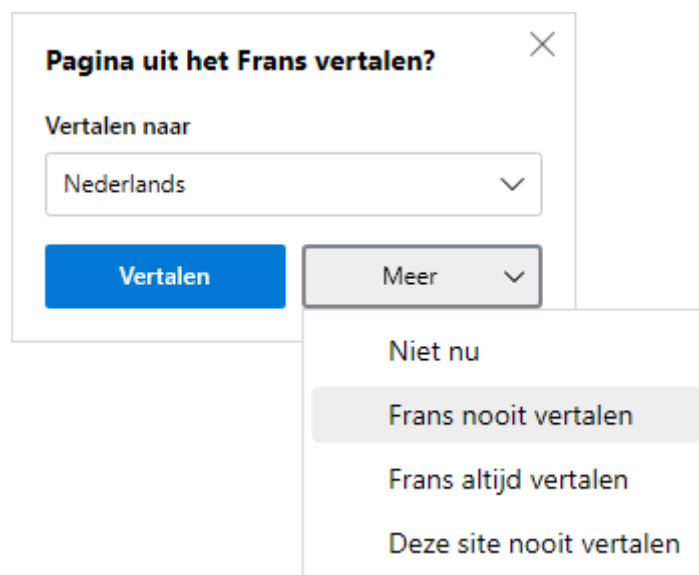 Pagina uit het Frans vertalen?
Vertalen naar
Nederlands
Vertalen
Meer
Niet nu
Frans nooit vertalen
Frans altijd vertalen
Deze site nooit vertalen